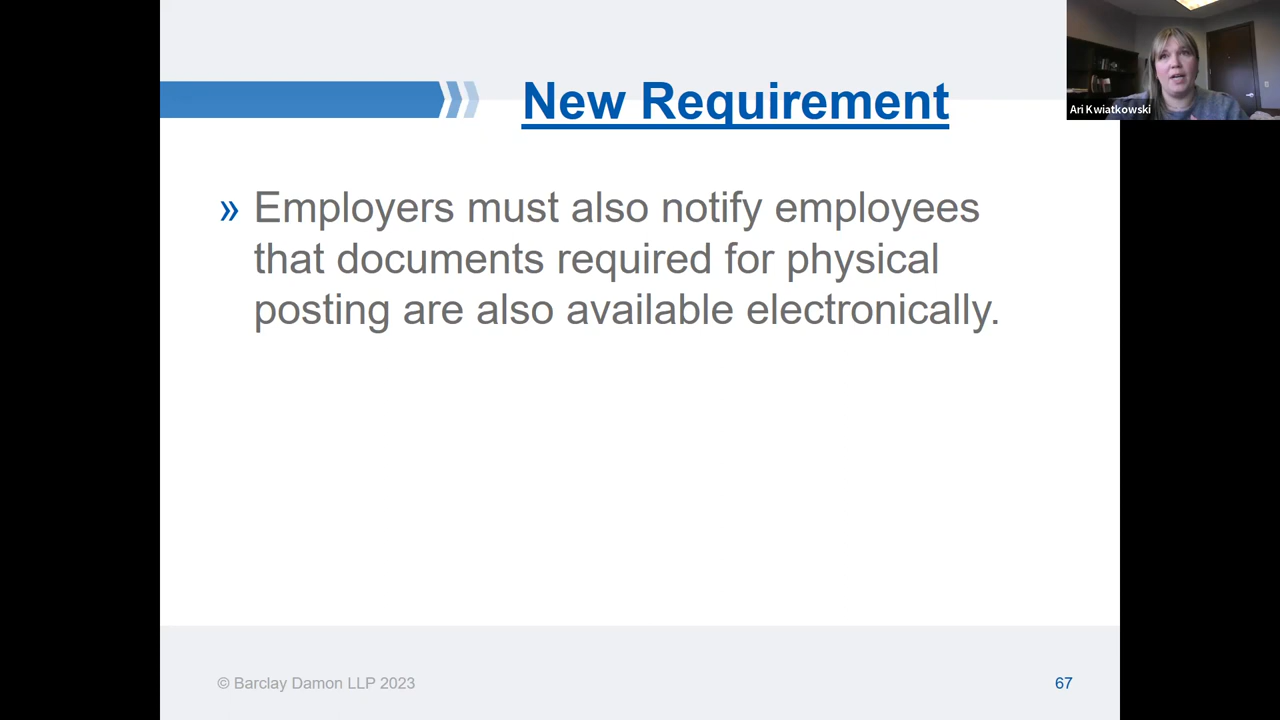 New Requirement
Ari Kwiatkowski
» Employers must also notify employees
that documents required for physical
posting are also available electronically.
© Barclay Damon LLP 2023
67